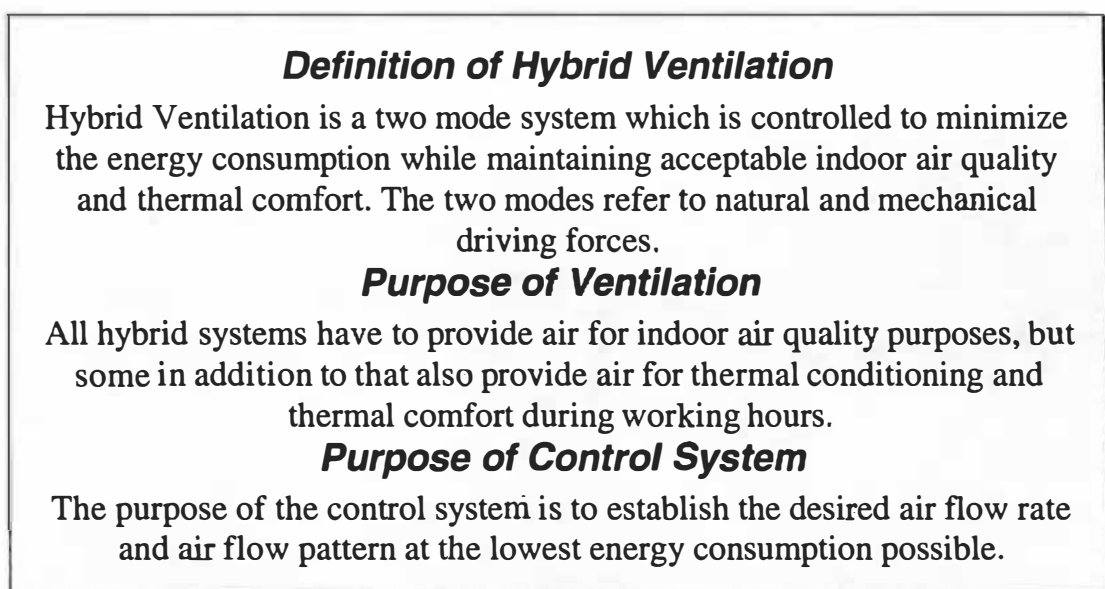 Definition of Hybrid Ventilation
Hybrid Ventilation is a two mode system which is controlled to minimize
the energy consumption while maintaining acceptable indoor air quality
and thermal comfort. The two modes refer to natural and mechanical
driving forces.
Purpose of Ventilation
All hybrid systems have to provide air for indoor air quality purposes, but
some in addition to that also provide air for thermal conditioning and
thermal comfort during working hours.
Purpose of Control System
The purpose of the control system is to establish the desired air flow rate
and air flow pattern at the lowest energy consumption possible.